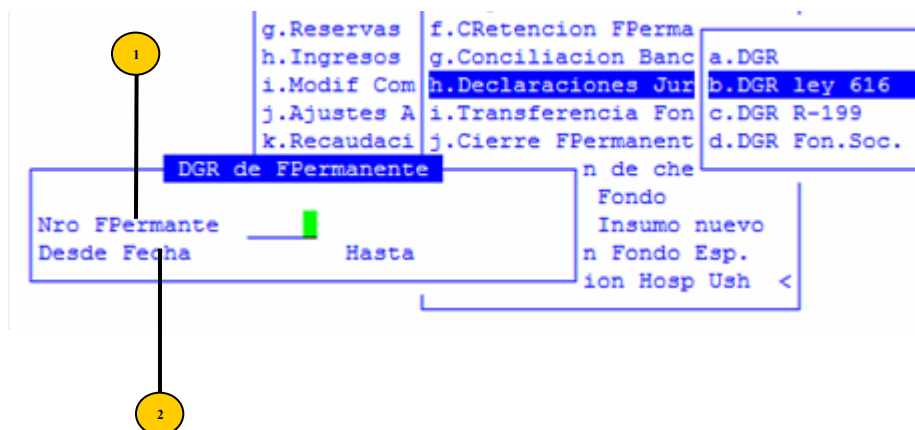 g.Reservas f.CRetencion FPerma
h.Ingresos g.Conciliacion Banc a.DGR
i.Modif Com h.Declaraciones Jur b.DGR ley 616
j.Ajustes A i.Transferencia Fon c.DGR R-199
k.Recaudaci j.Cierre FPermanent d.DGR Fon.Soc.
DGR de FPermanente n de che
Fondo
Nro FPermante Insumo nuevo
Desde Fecha Hasta n Fondo Esp.
ion Hosp Ush <
1
2